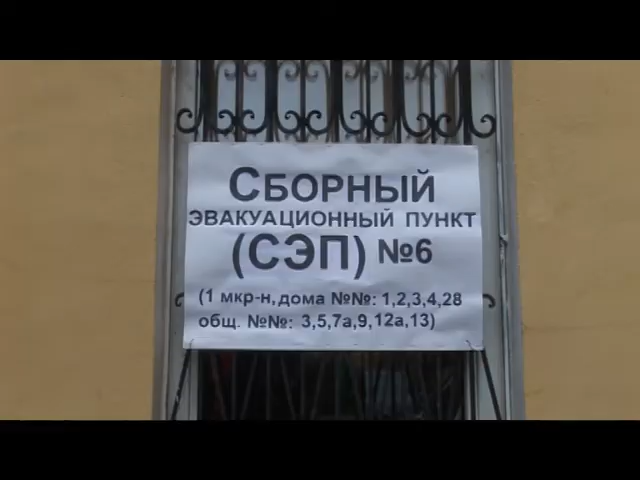 СБОРНЫЙ
ЭВАКУАЦИОННЫЙ ПУНКТ
(СЭП) №6
(1 мкр-н, дома №№: 1,2,3,4,28
общ. №№: 3,5,7а,9,12а,13)